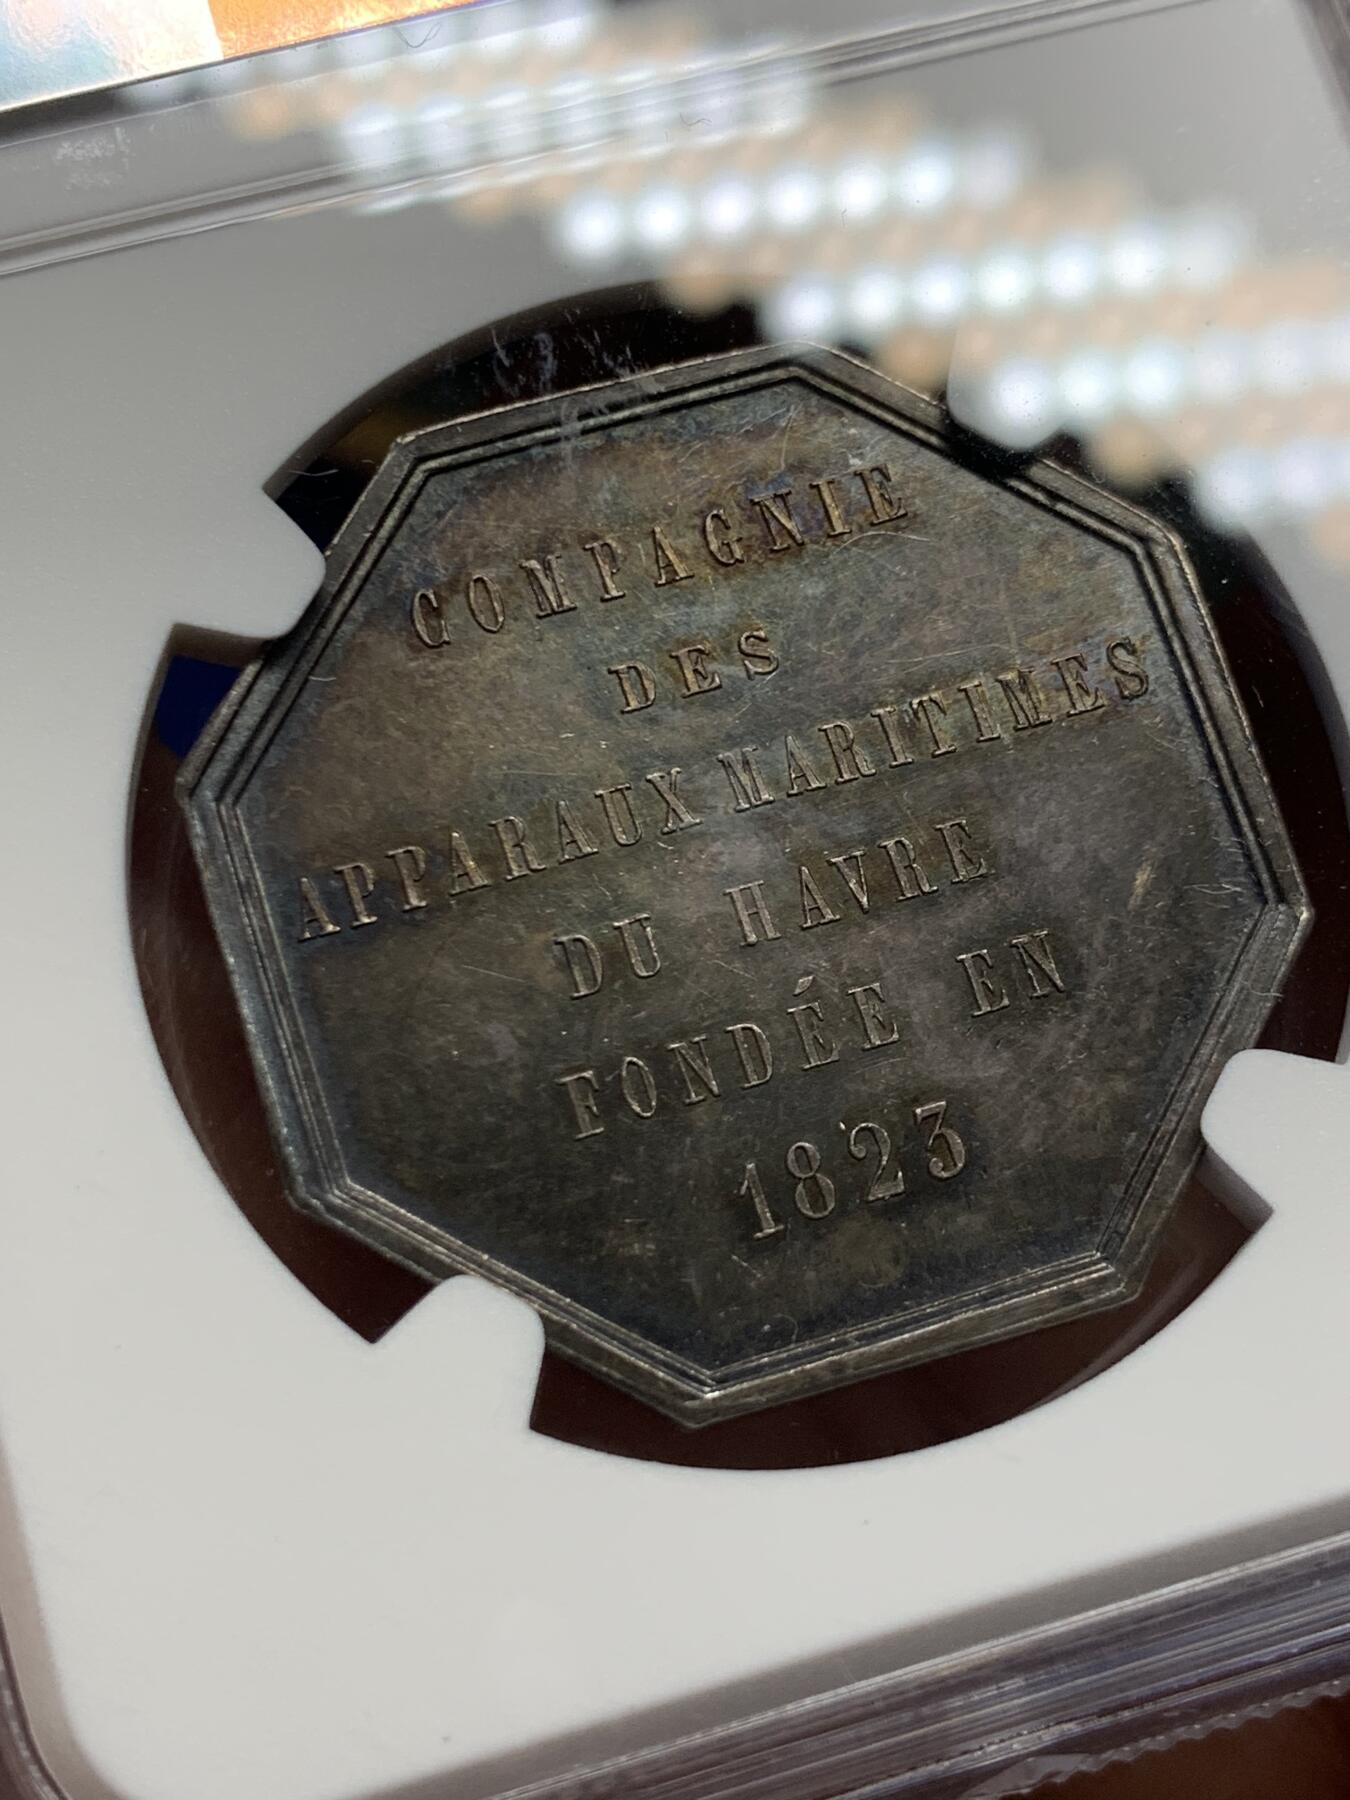 COMPAGNIE
DES
APPARAUX MARITIMES
DU HAVRE
FONDÉE EN
1823